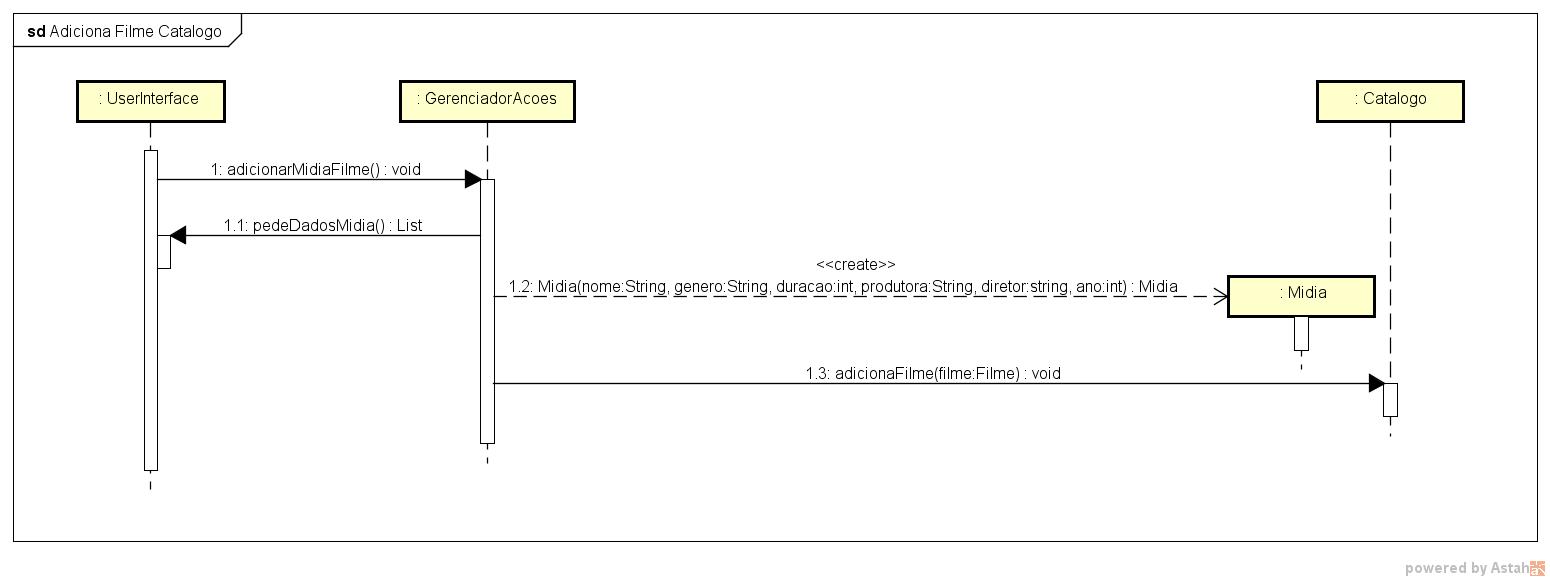 sd Adiciona Filme Catalogo
: UserInterface
: GerenciadorAcoes
: Catalogo
1: adicionarMidiaFilme() : void
1.1: pedeDadosMidia() : List
<<create>>
1.2: Midia(nome:String, genero:String, duracao:int, produtora:String, diretor:string, ano:int) : Midia
: Midia
1.3: adicionaFilme(filme:Filme) : void
powered by Astah